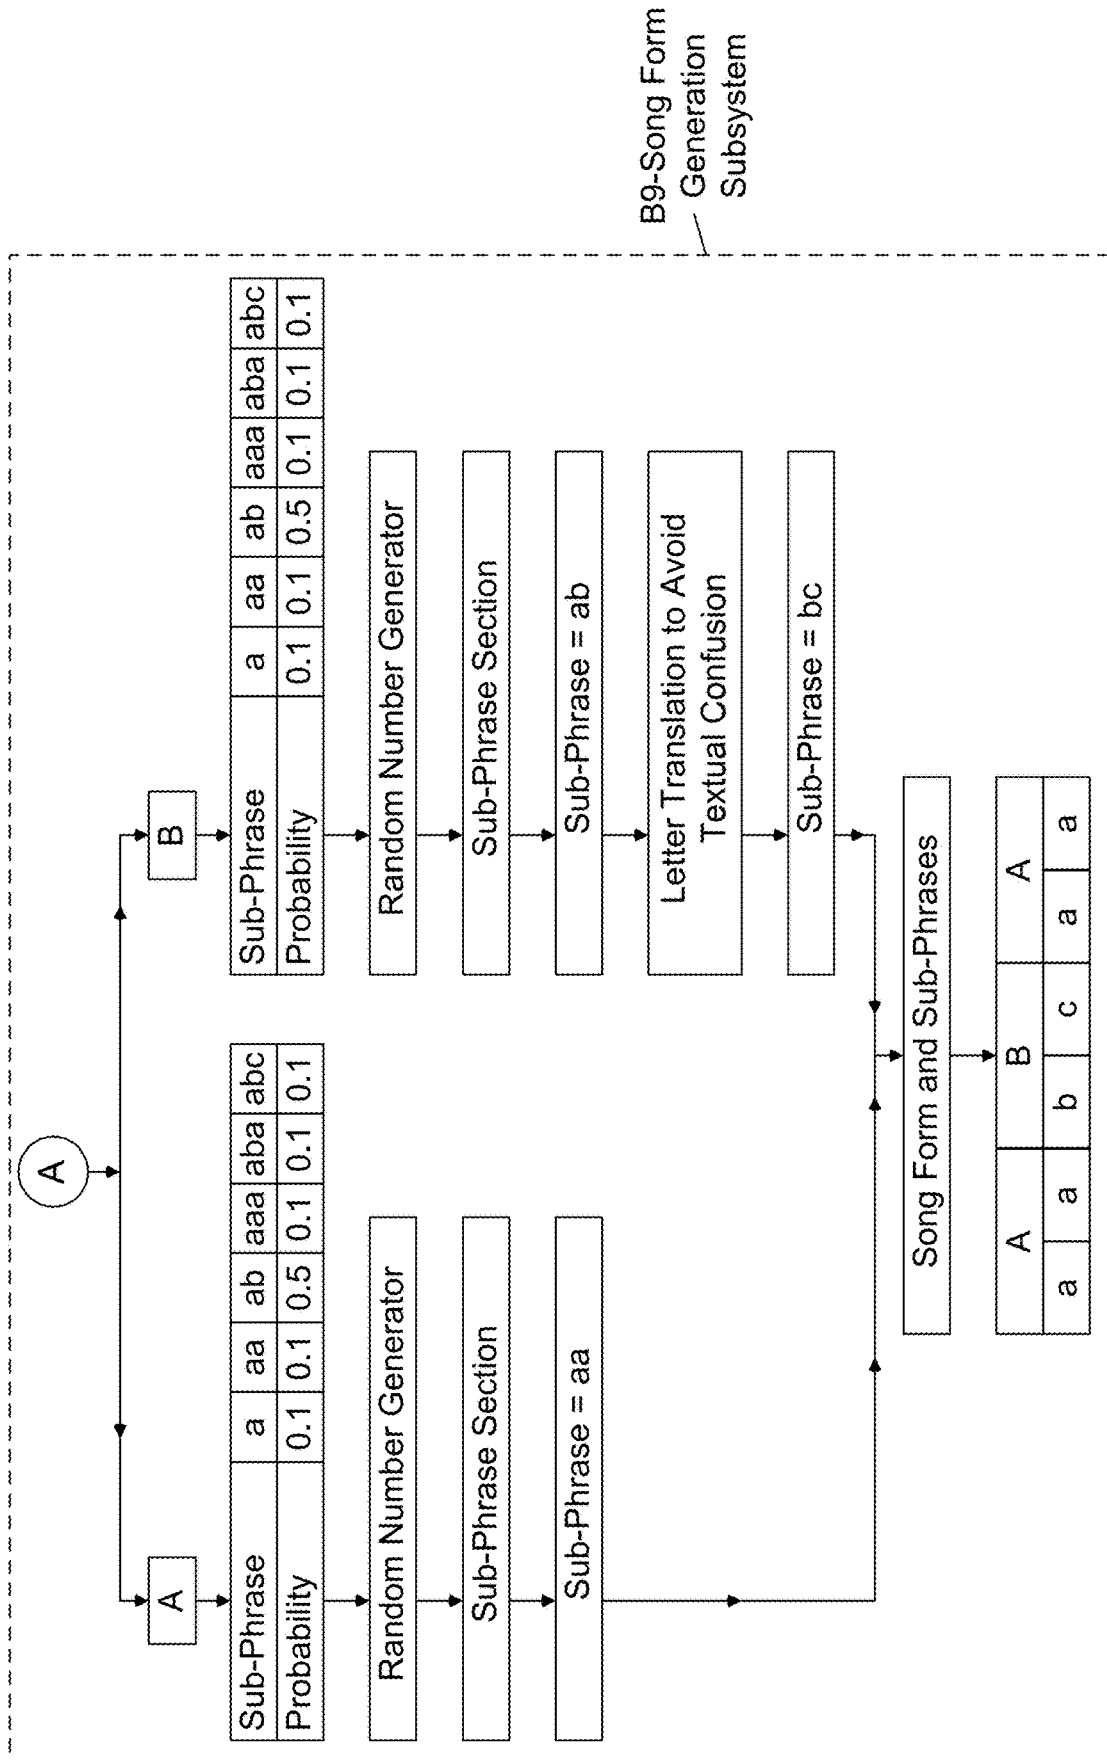 A
A
Sub-Phrase a aa ab aaa aba abc
Probability 0.1 0.1 0.5 0.1 0.1 0.1
Random Number Generator
Sub-Phrase Section
Sub-Phrase = aa
B
Sub-Phrase a aa ab aaa aba abc
Probability 0.1 0.1 0.5 0.1 0.1 0.1
Random Number Generator
Sub-Phrase Section
Sub-Phrase = ab
Letter Translation to Avoid
Textual Confusion
Sub-Phrase = bc
Song Form and Sub-Phrases
A B A
a a b c a a
B9-Song Form
Generation
Subsystem